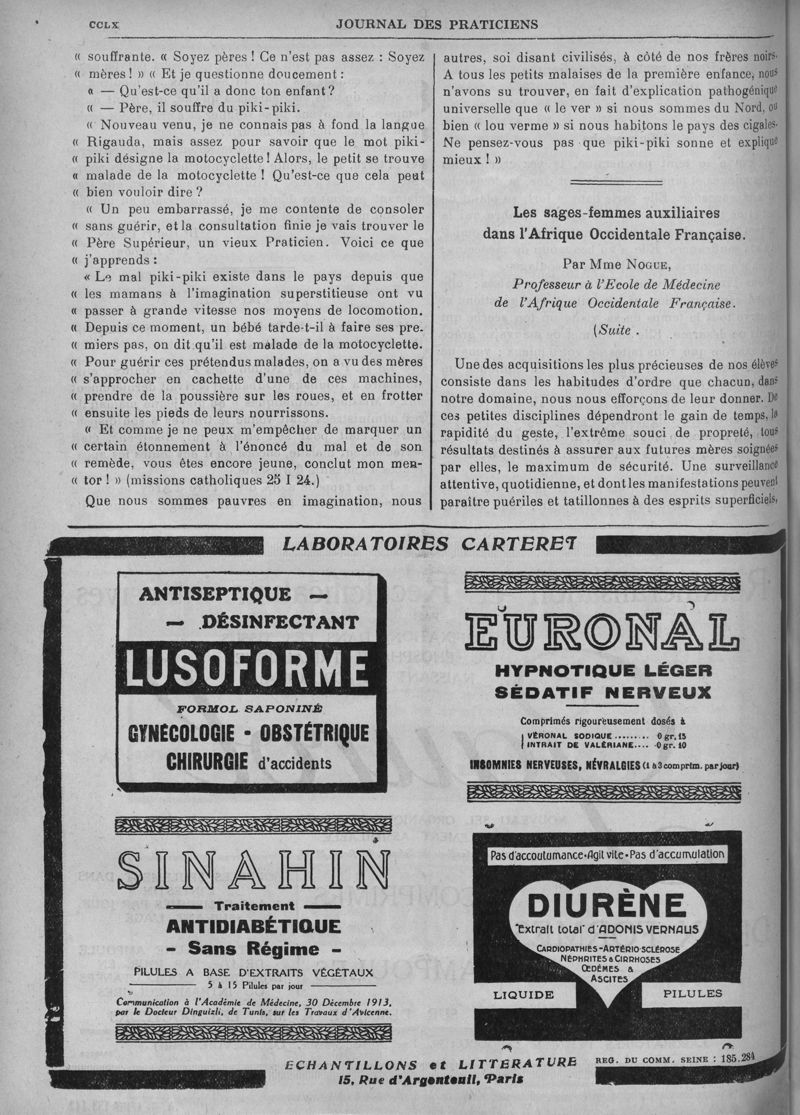 CCLX
JOURNAL DES PRATICIENS
« souffrante. « Soyez pères ! Ce n'est pas assez : Soyez
« mères ! » « Et je questionne doucement :
« — Qu'est-ce qu'il a donc ton enfant ?
« — Père, il souffre du piki-piki.
« Nouveau venu, je ne connais pas à fond la langue
« Rigauda, mais assez pour savoir que le mot piki-
« piki désigne la motocyclette ! Alors, le petit se trouve
« malade de la motocyclette ! Qu'est-ce que cela peut
« bien vouloir dire ?
« Un peu embarrassé, je me contente de consoler
« sans guérir, et la consultation finie je vais trouver le
« Père Supérieur, un vieux Praticien. Voici ce que
« j'apprends :
« Le mal piki-piki existe dans le pays depuis que
« les mamans à l'imagination superstitieuse ont vu
« passer à grande vitesse nos moyens de locomotion.
« Depuis ce moment, un bébé tarde-t-il à faire ses pre.
« miers pas, on dit qu'il est malade de la motocyclette.
« Pour guérir ces prétendus malades, on a vu des mères
« s'approcher en cachette d'une de ces machines,
« prendre de la poussière sur les roues, et en frotter
« ensuite les pieds de leurs nourrissons.
« Et comme je ne peux m'empêcher de marquer un
« certain étonnement à l'énoncé du mal et de son
« remède, vous êtes encore jeune, conclut mon men-
« tor ! » (missions catholiques 25 I 24.)
Que nous sommes pauvres en imagination, nous
autres, soi disant civilisés, à côté de nos frères noirs.
A tous les petits malaises de la première enfance, nous
n'avons su trouver, en fait d'explication pathogénique
universelle que « le ver » si nous sommes du Nord, ou
bien « lou verme » si nous habitons le pays des cigales.
Ne pensez-vous pas que piki-piki sonne et explique
mieux ! »
Les sages-femmes auxiliaires
dans l'Afrique Occidentale Française.
Par Mme NOGUE,
Professeur à l'Ecole de Médecine
de l'Afrique Occidentale Française.
(Suite .
Une des acquisitions les plus précieuses de nos élèves
consiste dans les habitudes d'ordre que chacun, dans
notre domaine, nous nous efforçons de leur donner. De
ces petites disciplines dépendront le gain de temps, la
rapidité du geste, l'extrême souci de propreté, tous
résultats destinés à assurer aux futures mères soignées
par elles, le maximum de sécurité. Une surveillance
attentive, quotidienne, et dont les manifestations peuvent
paraître puériles et tatillonnes à des esprits superficiels,
LABORATOIRES CARTERET
ANTISEPTIQUE —
— DÉSINFECTANT
LUSOFORME
FORMOL SAPONINÉ
GYNÉCOLOGIE - OBSTÉTRIQUE
CHIRURGIE d'accidents
EURONAL
HYPNOTIQUE LÉGER
SÉDATIF NERVEUX
Comprimés rigoureusement dosés à
VÉRONAL SODIQUE ......... 0 gr. 15
INTRAIT DE VALÉRIANE.... 0 gr. 10
INSOMNIES NERVEUSES, NÉVRALGIES (1 à 3 comprim. par jour)
SINAHIN
Traitement
ANTIDIABÉTIQUE
- Sans Régime -
PILULES A BASE D'EXTRAITS VÉGÉTAUX
5 à 15 Pilules par jour
Communication à l'Académie de Médecine, 30 Décembre 1913,
par le Docteur Dinguizli, de Tunis, sur les Travaux d'Avicenne.
Pas d'accoutumance • Agit vite • Pas d'accumulation
DIURÈNE
"Extrait total" d'ADONIS VERNALIS
CARDIOPATHIES - ARTÉRIO SCLÉROSE
NÉPHRITES & CIRRHOSES
ŒDÈMES &
ASCITES
LIQUIDE
PILULES
ECHANTILLONS et LITTÉRATURE
15, Rue d'Argenteuil, Paris
REG. DU COMM. SEINE : 185.284